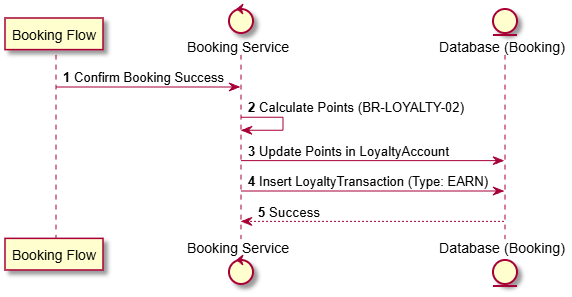 Booking Flow
Booking Service
Database (Booking)
1 Confirm Booking Success
2 Calculate Points (BR-LOYALTY-02)
3 Update Points in LoyaltyAccount
4 Insert LoyaltyTransaction (Type: EARN)
5 Success
Booking Flow
Booking Service
Database (Booking)